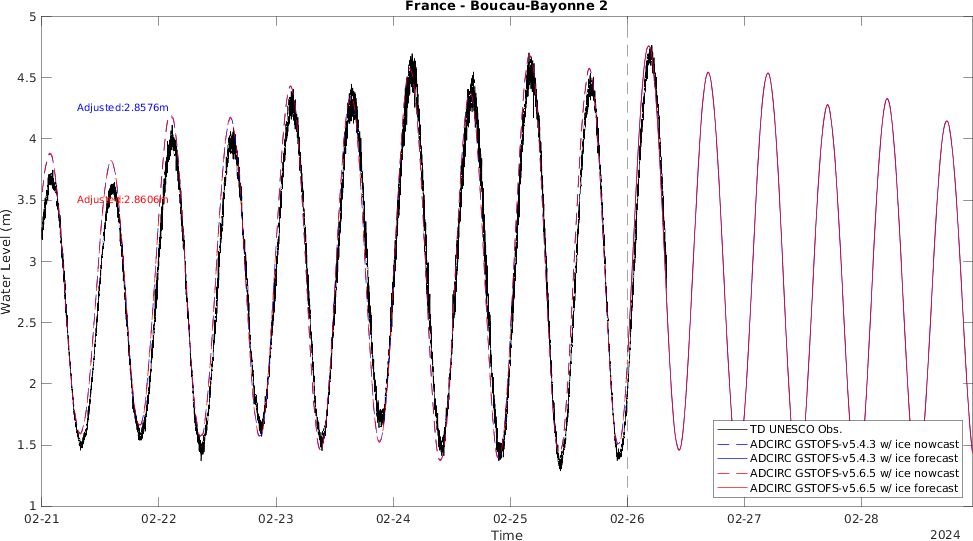 France - Boucau-Bayonne 2
Water Level (m)
5
4.5
4
3.5
3
2.5
2
1.5
1
Adjusted:2.8576m
Adjusted:2.8606m
TD UNESCO Obs.
ADCIRC GSTOFS-v5.4.3 w/ ice nowcast
ADCIRC GSTOFS-v5.4.3 w/ ice forecast
ADCIRC GSTOFS-v5.6.5 w/ ice nowcast
ADCIRC GSTOFS-v5.6.5 w/ ice forecast
02-21 02-22 02-23 02-24 02-25 02-26 02-27 02-28
Time
2024